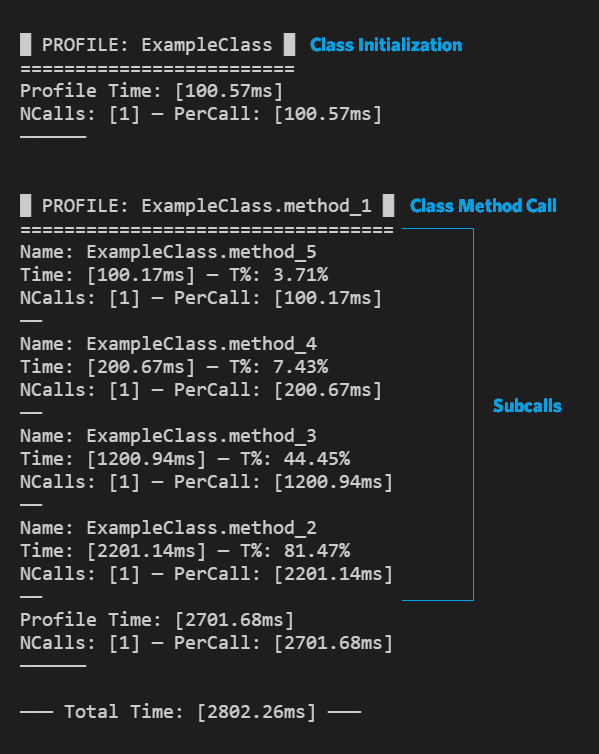 █ PROFILE: ExampleClass █ Class Initialization
=========================
Profile Time: [100.57ms]
NCalls: [1] — PerCall: [100.57ms]
——————
█ PROFILE: ExampleClass.method_1 █ Class Method Call
==================================
Name: ExampleClass.method_5
Time: [100.17ms] — T%: 3.71%
NCalls: [1] — PerCall: [100.17ms]
——
Name: ExampleClass.method_4
Time: [200.67ms] — T%: 7.43%
NCalls: [1] — PerCall: [200.67ms]
——
Subcalls
Name: ExampleClass.method_3
Time: [1200.94ms] — T%: 44.45%
NCalls: [1] — PerCall: [1200.94ms]
——
Name: ExampleClass.method_2
Time: [2201.14ms] — T%: 81.47%
NCalls: [1] — PerCall: [2201.14ms]
——
Profile Time: [2701.68ms]
NCalls: [1] — PerCall: [2701.68ms]
——————
——— Total Time: [2802.26ms] ———